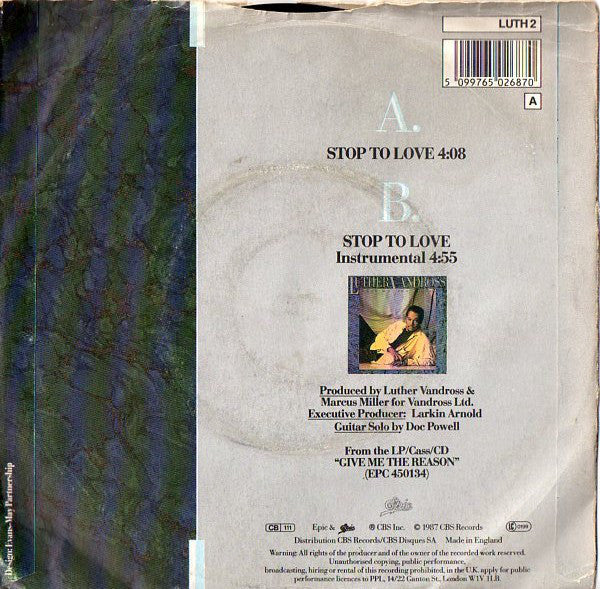 LUTH 2
5 099765 026870
A
A.
STOP TO LOVE 4:08
B.
STOP TO LOVE
Instrumental 4:55
LUTHER VANDROSS
Produced by Luther Vandross &
Marcus Miller for Vandross Ltd.
Executive Producer: Larkin Arnold
Guitar Solo by Doc Powell
From the LP/Cass/CD
“GIVE ME THE REASON”
(EPC 450134)
Epic
CB 111
Epic & Epic ℗ CBS Inc. © 1987 CBS Records
LC 0199
Distribution CBS Records/CBS Disques SA Made in England
Warning: All rights of the producer and of the owner of the recorded work reserved.
Unauthorised copying, public performance,
broadcasting, hiring or rental of this recording prohibited, in the U.K. apply for public
performance licences to PPL, 14/22 Ganton St., London W1V 1LB.
Design: Evans-May Partnership